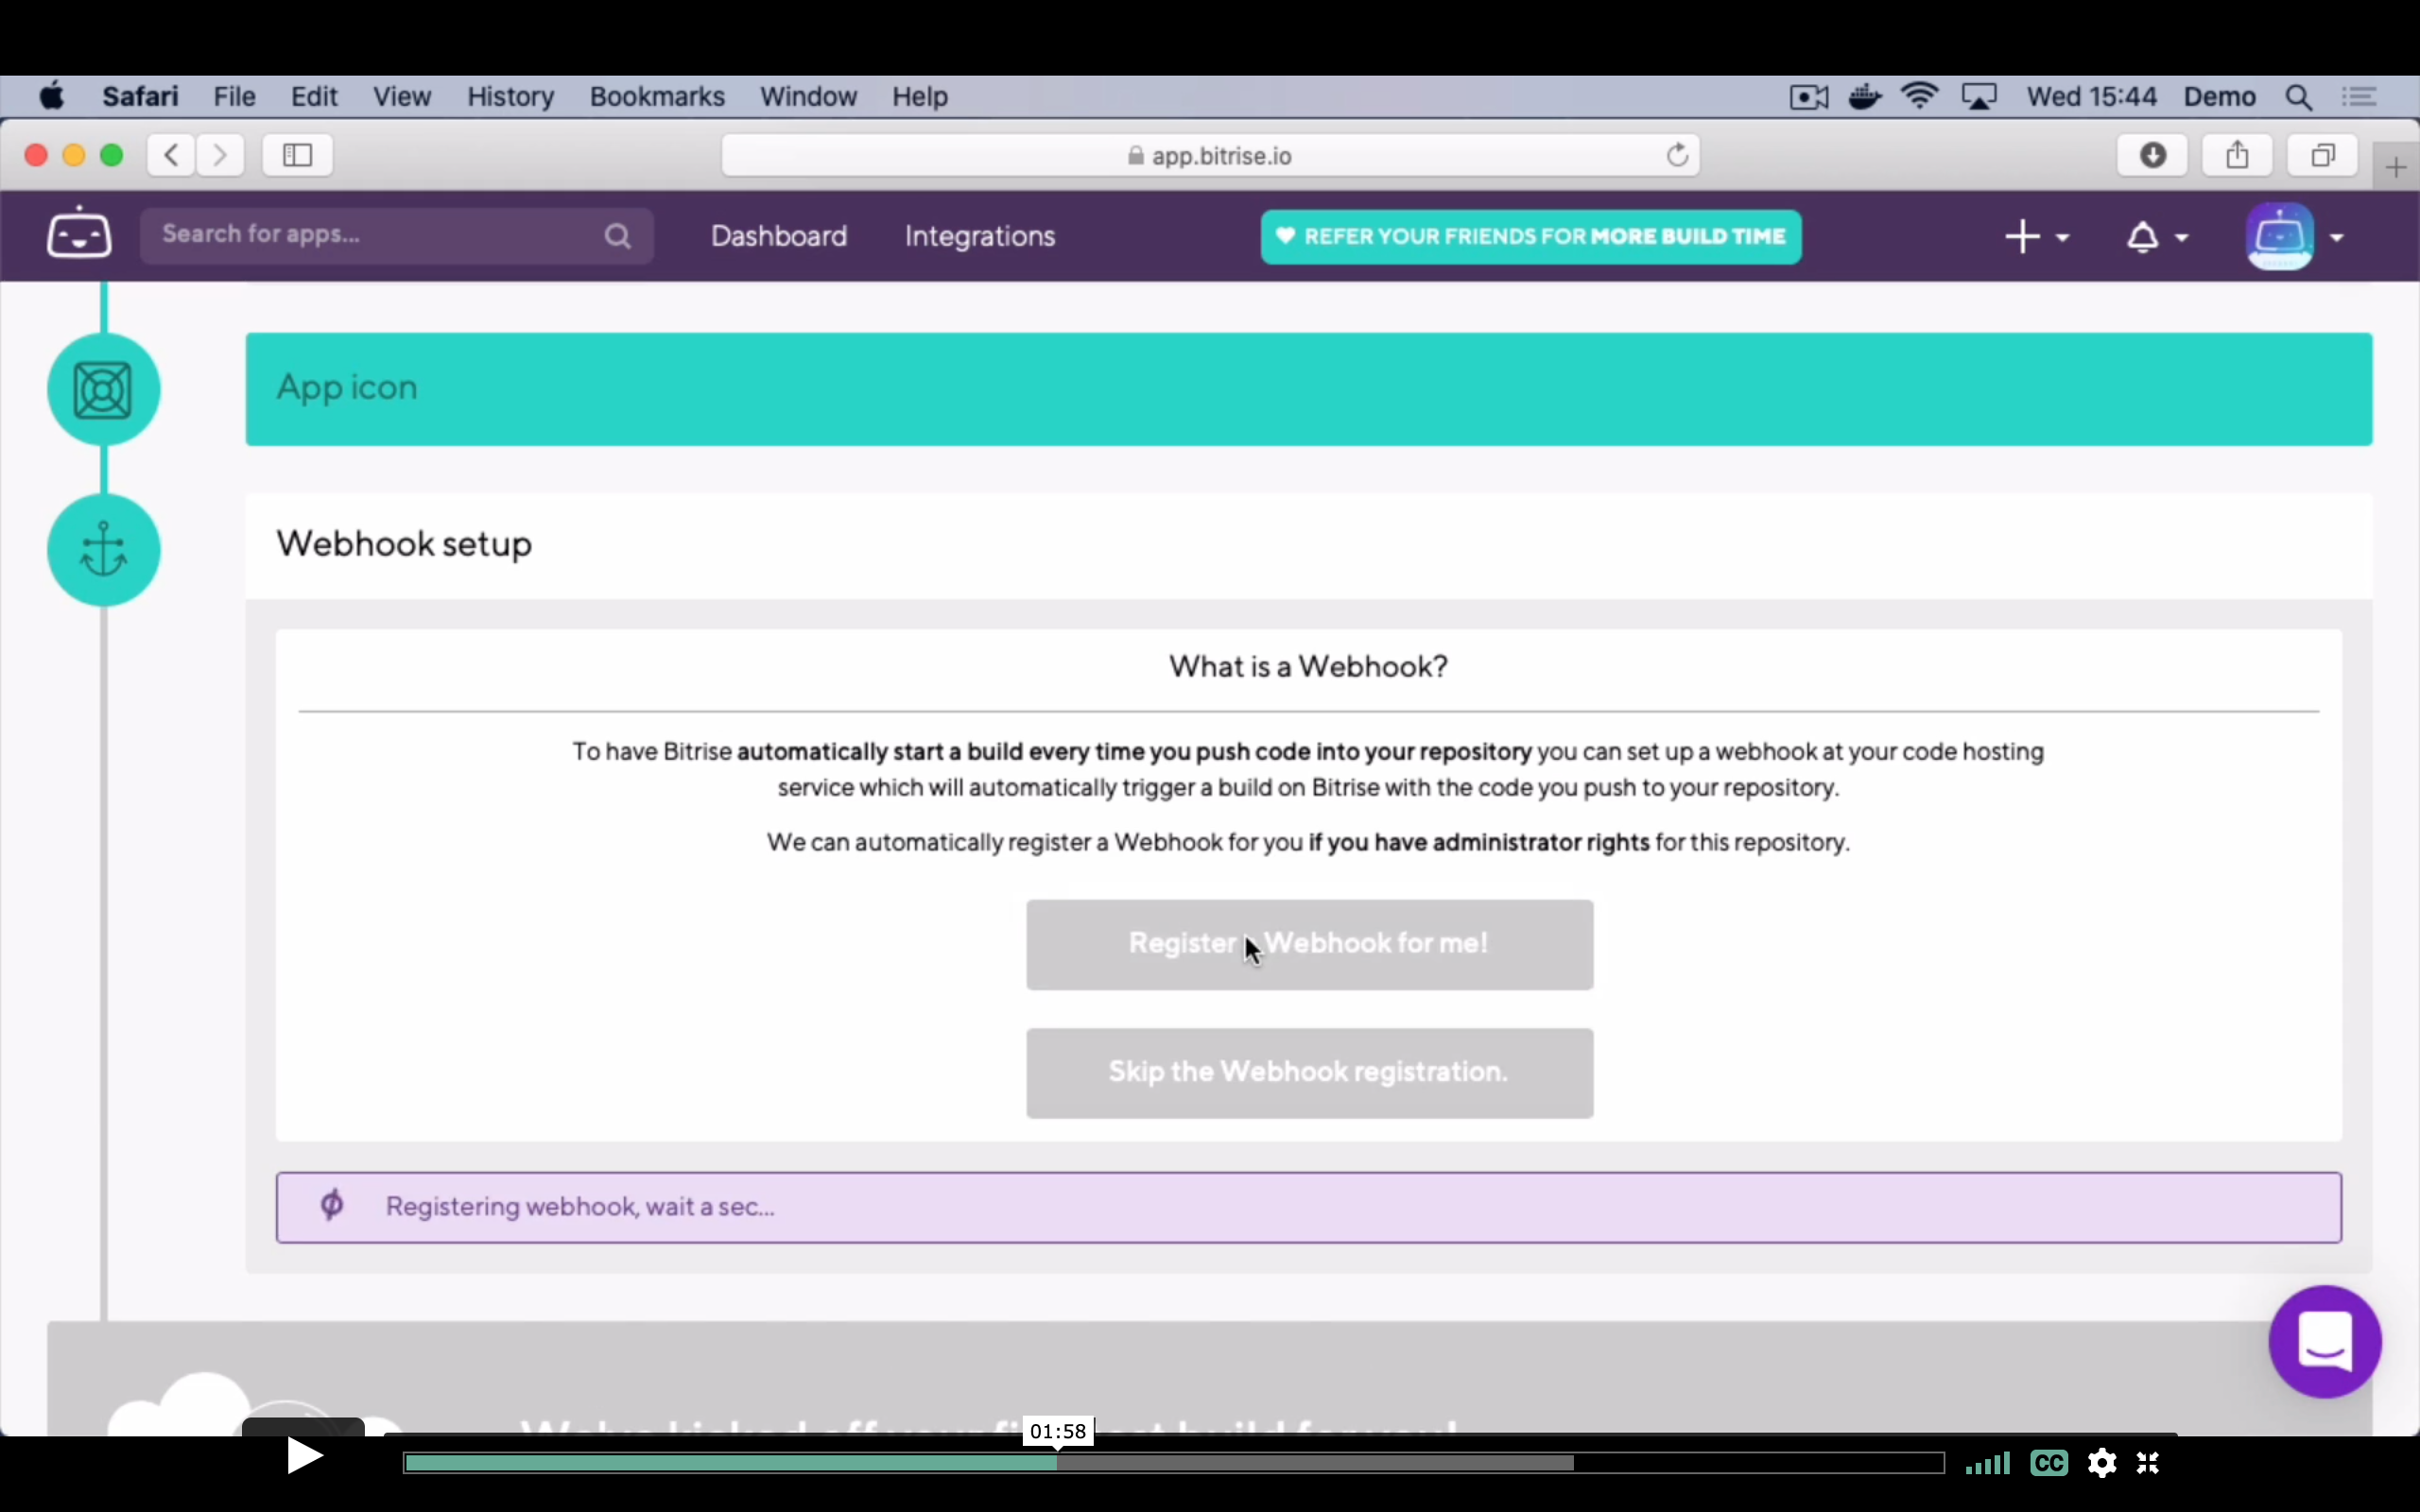 Safari File Edit View History Bookmarks Window Help Wed 15:44 Demo
app.bitrise.io
Search for apps... Dashboard Integrations REFER YOUR FRIENDS FOR MORE BUILD TIME
App icon
Webhook setup
What is a Webhook?
To have Bitrise automatically start a build every time you push code into your repository you can set up a webhook at your code hosting
service which will automatically trigger a build on Bitrise with the code you push to your repository.
We can automatically register a Webhook for you if you have administrator rights for this repository.
Register Webhook for me!
Skip the Webhook registration.
Registering webhook, wait a sec...
01:58
CC